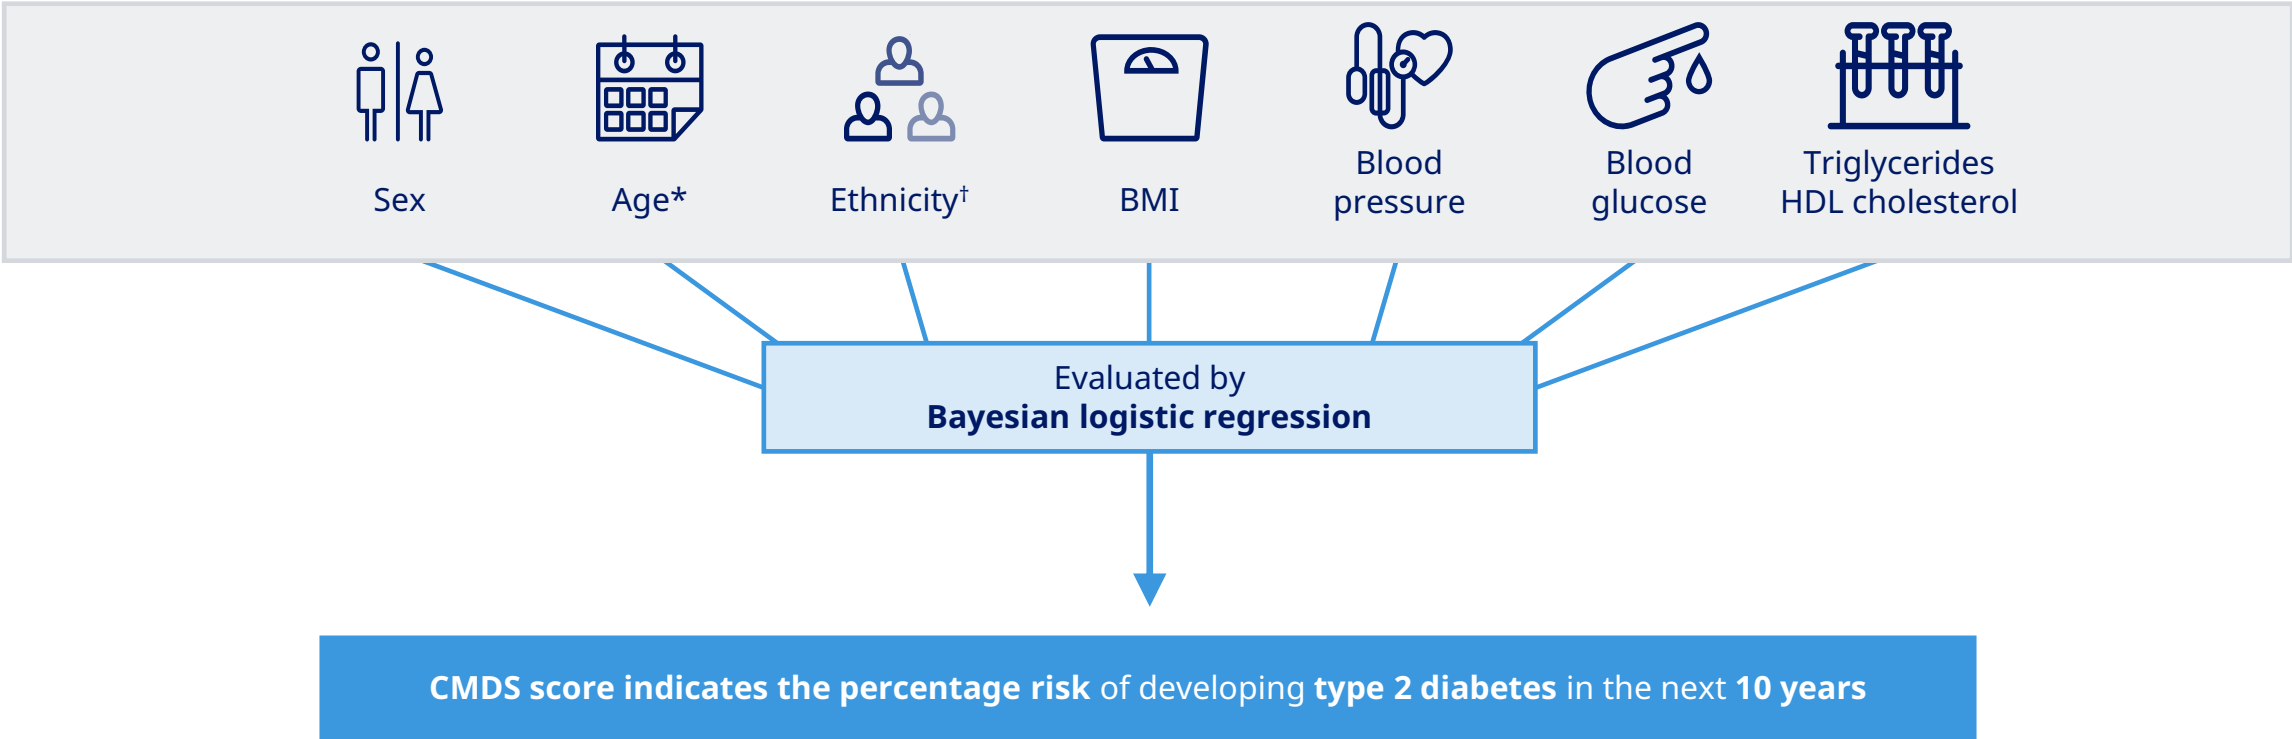 Sex
Age*
Ethnicity†
BMI
Blood
pressure
Blood
glucose
Triglycerides
HDL cholesterol
Evaluated by
Bayesian logistic regression
CMDS score indicates the percentage risk of developing type 2 diabetes in the next 10 years